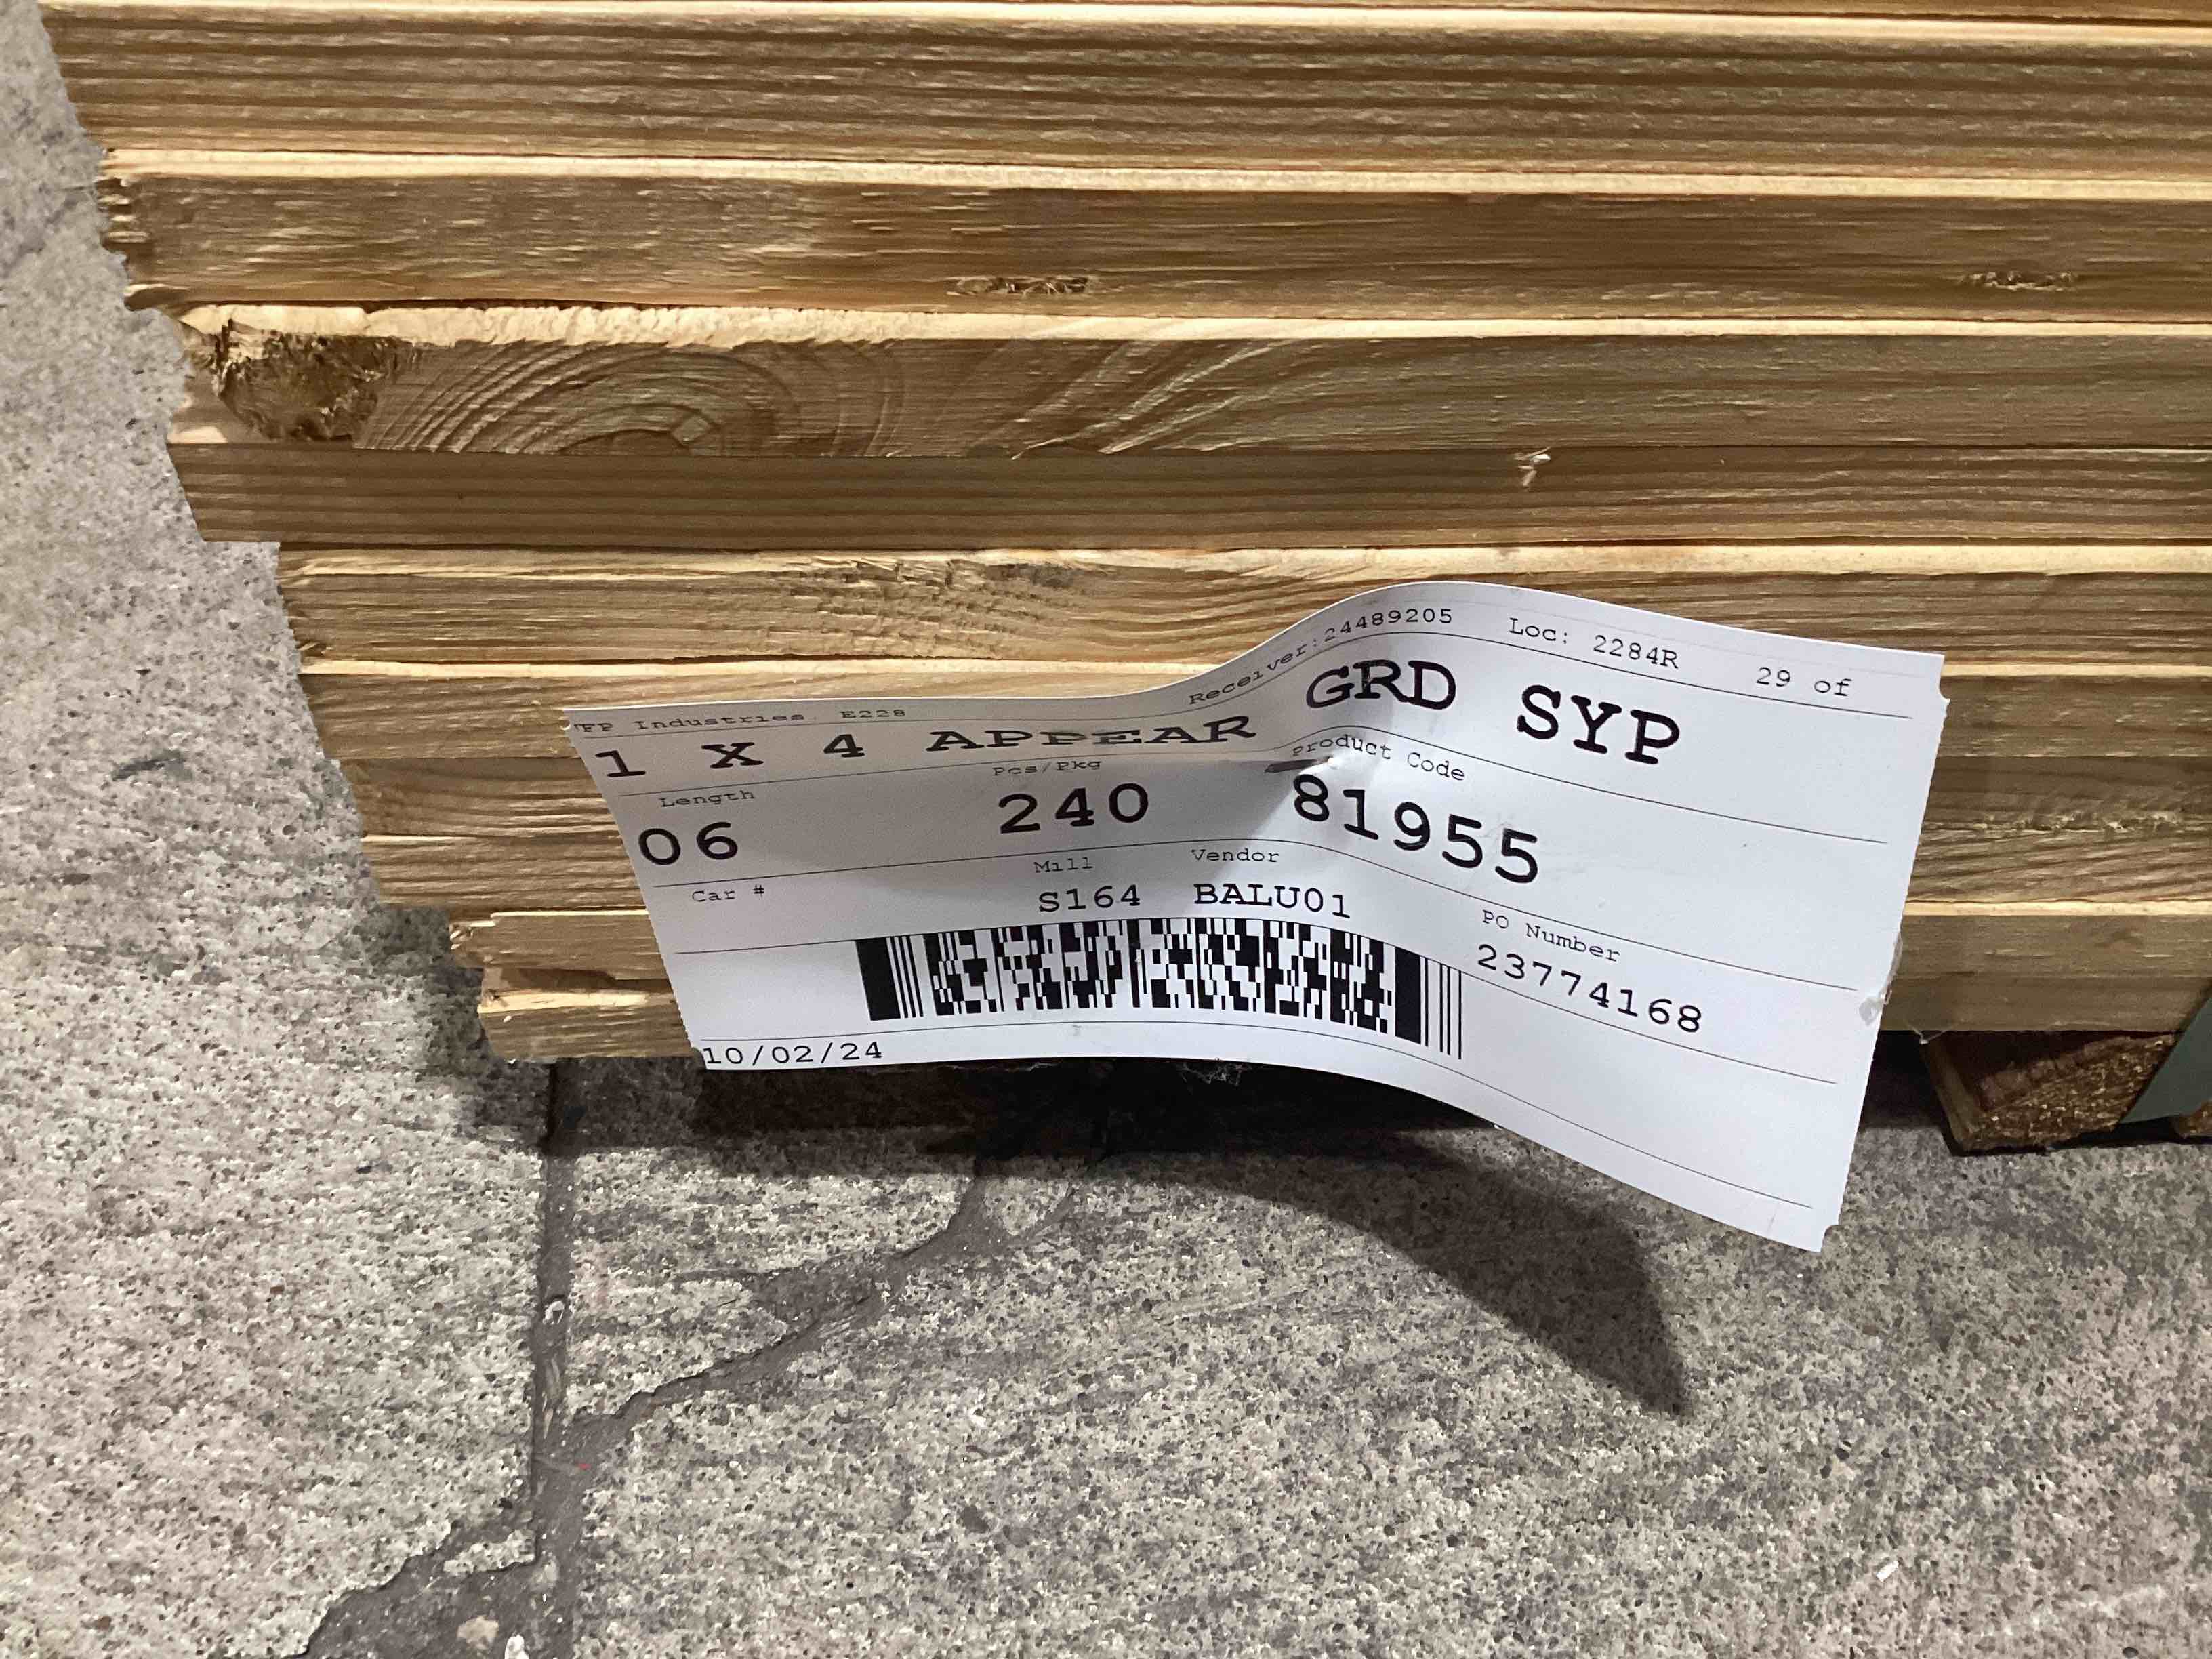 FP Industries E228 Receiver:24489205 Loc: 2284R 29 of
1 X 4 APPEAR GRD SYP
Length Pcs/Pkg Product Code
06 240 81955
Car # Mill Vendor PO Number
S164 BALU01 23774168
10/02/24